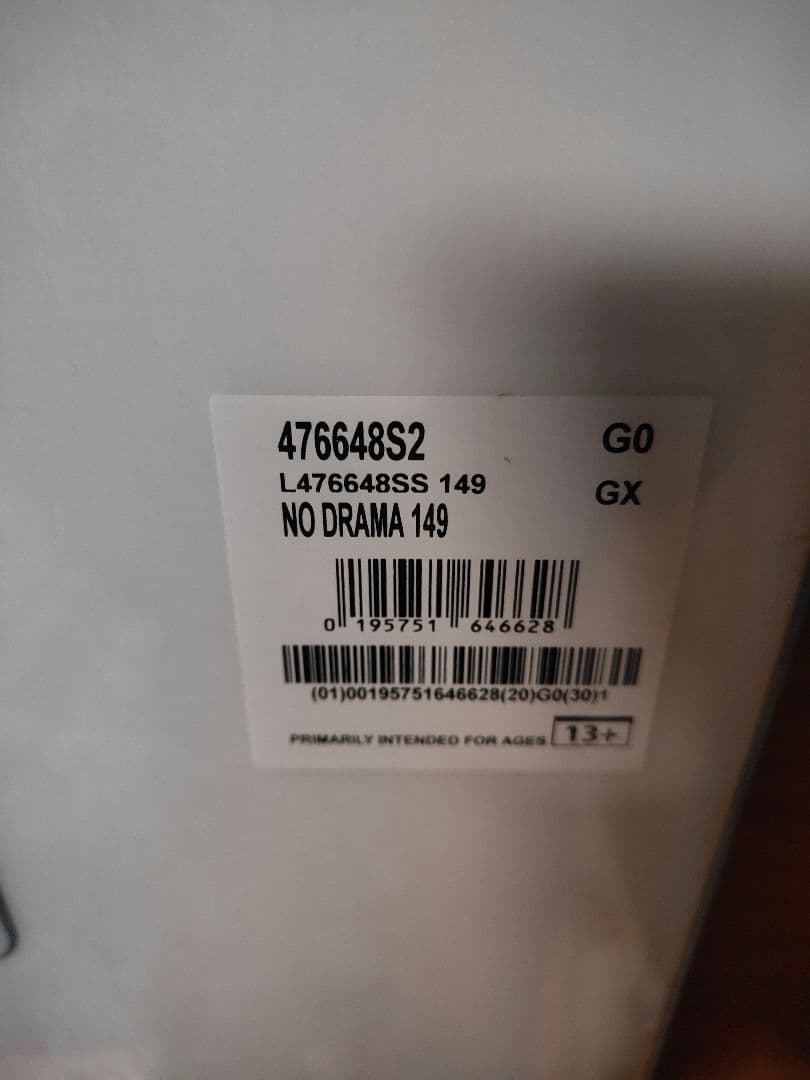 476648S2 G0
L476648SS 149 GX
NO DRAMA 149
0 195751 646628
(01)00195751646628(20)G0(30)1
PRIMARILY INTENDED FOR AGES 13+